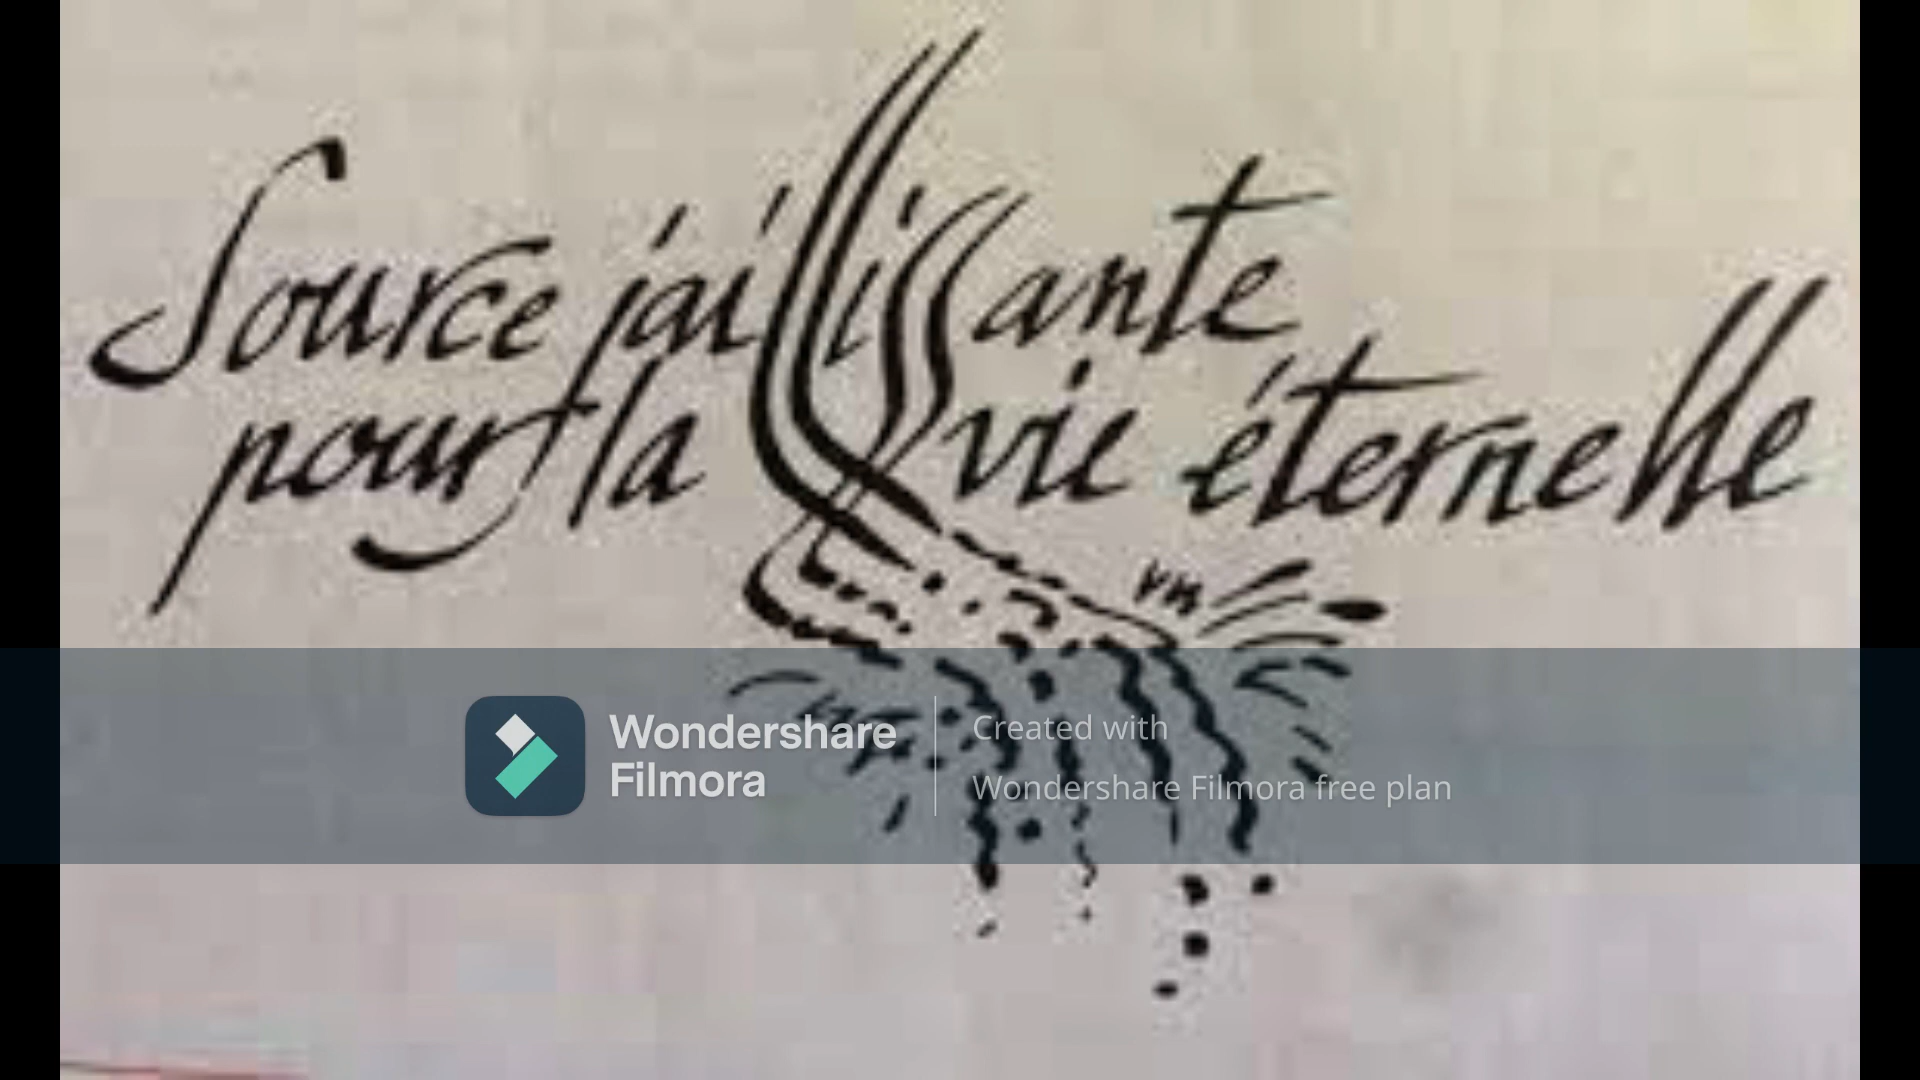 Source jaillissante
pour la vie éternelle
Wondershare
Filmora
Created with
Wondershare Filmora free plan